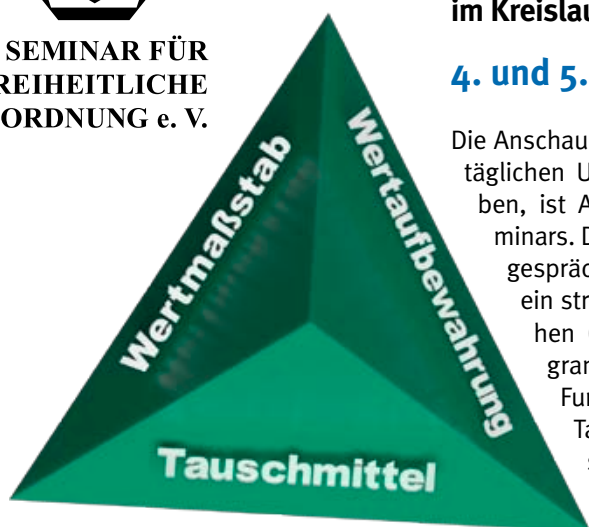 SEMINAR FÜR
REIHEITLICHE
ORDNUNG e. V.
im Kreislau
4. und 5.
Die Anschau
täglichen U
ben, ist A
minars. D
gespräc
ein str
hen
gran
Fur
Ta
s
Wertmaßstab
Wertaufbewahrung
Tauschmittel